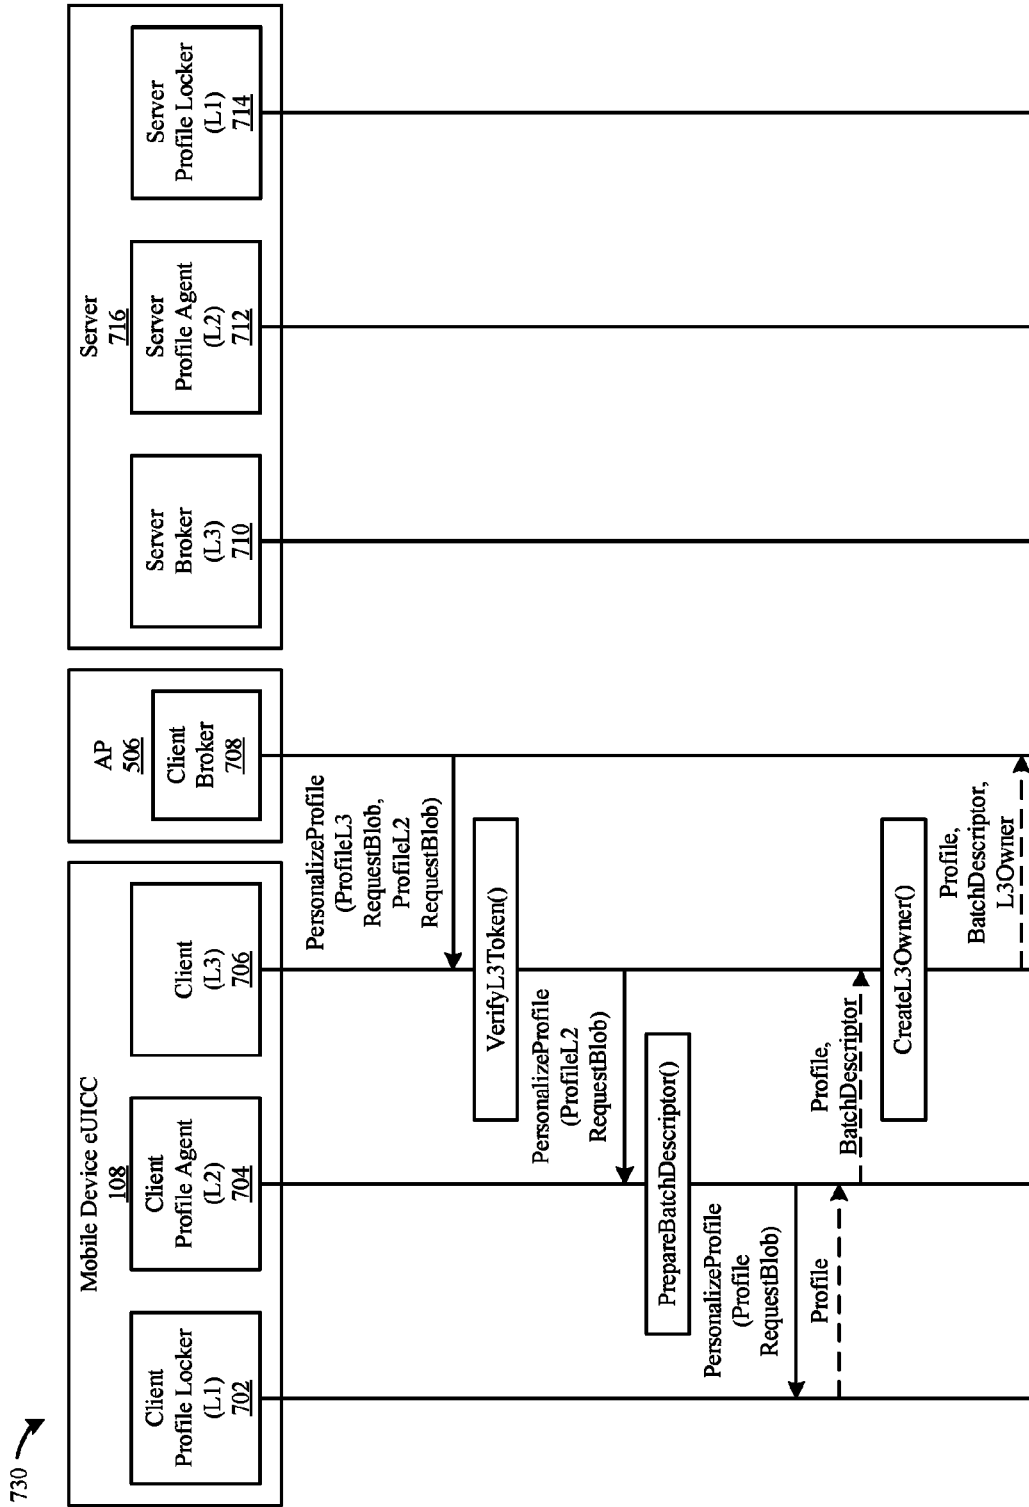 730
Mobile Device eUICC
108
Client
Profile Locker
(L1)
702
Client
Profile Agent
(L2)
704
Client
(L3)
706
AP
506
Client
Broker
708
Server
716
Server
Broker
(L3)
710
Server
Profile Agent
(L2)
712
Server
Profile Locker
(L1)
714
PersonalizeProfile
(ProfileL3
RequestBlob,
ProfileL2
RequestBlob)
VerifyL3Token()
PersonalizeProfile
(ProfileL2
RequestBlob)
PrepareBatchDescriptor()
PersonalizeProfile
(Profile
RequestBlob)
Profile
Profile,
BatchDescriptor
CreateL3Owner()
Profile,
BatchDescriptor,
L3Owner